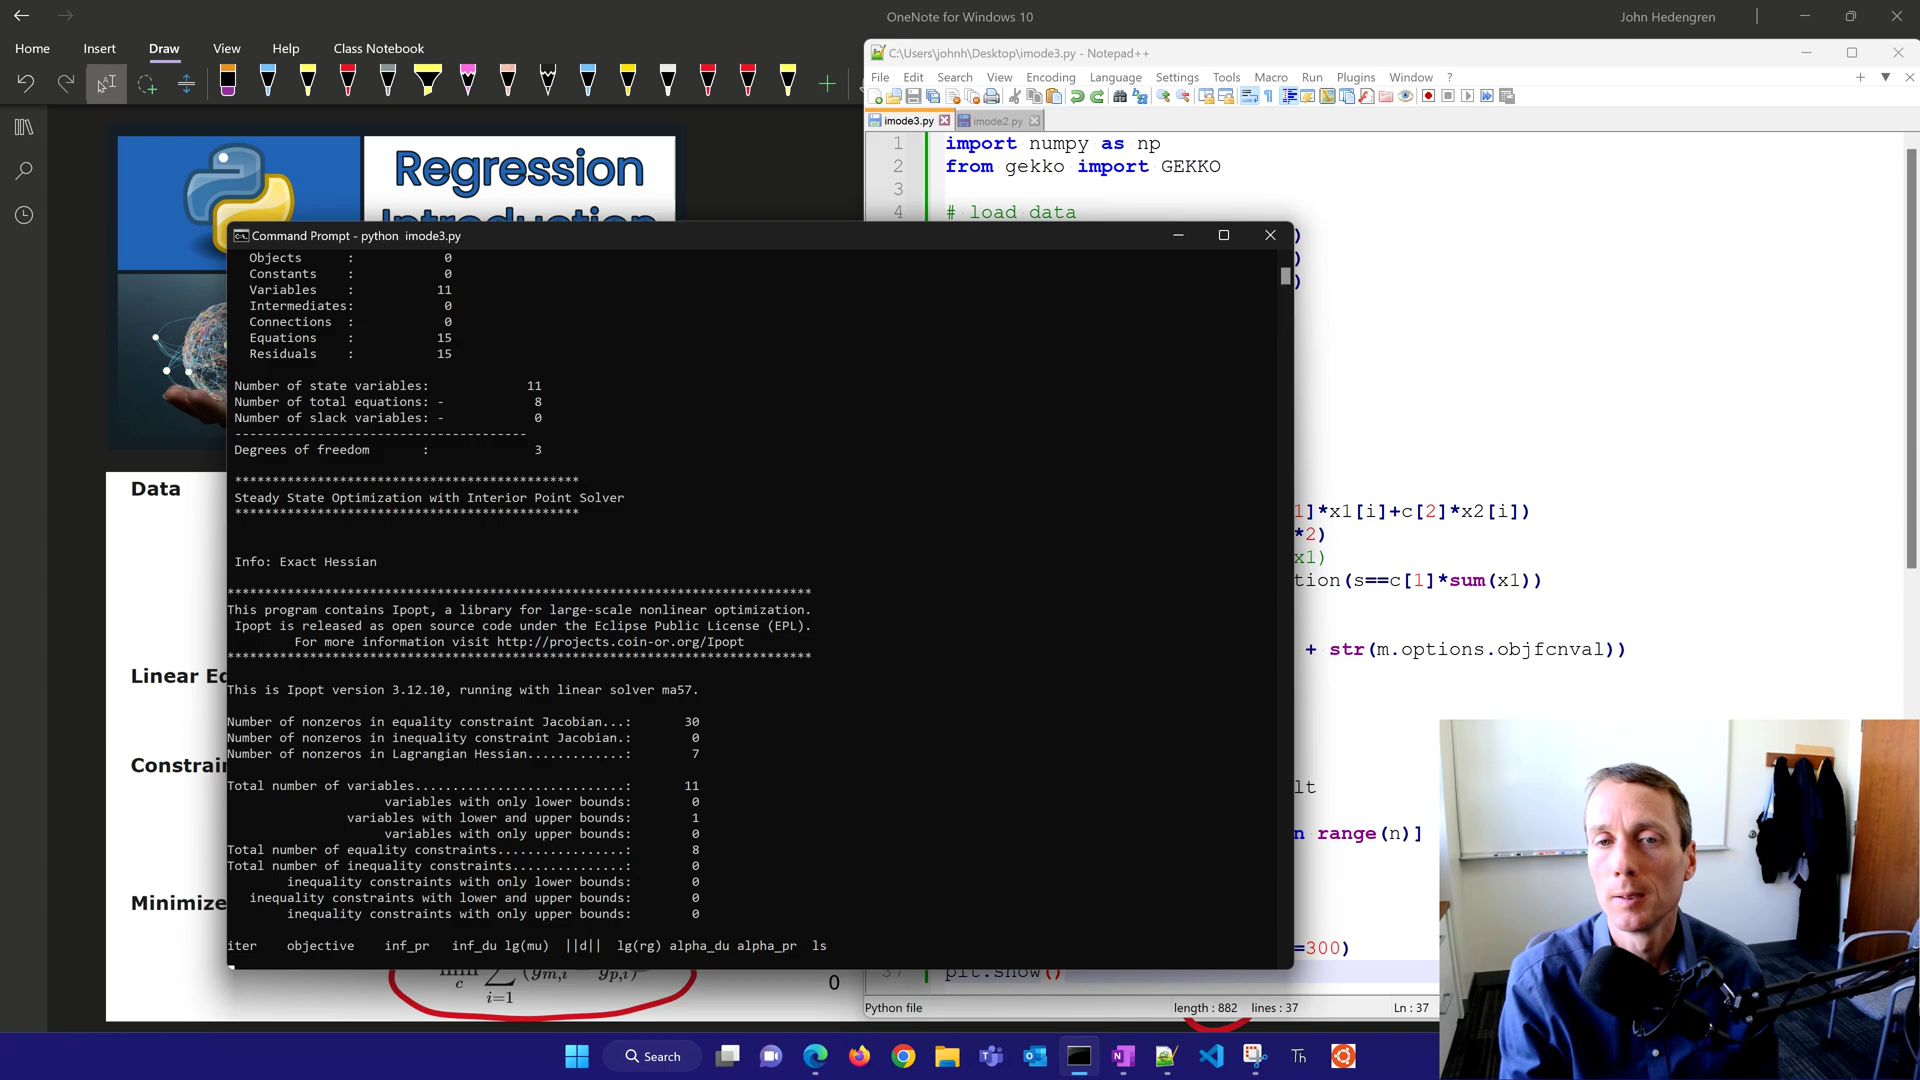 OneNote for Windows 10
John Hedengren
Home
Insert
Draw
View
Help
Class Notebook
C:\Users\johnh\Desktop\imode3.py - Notepad++
File Edit Search View Encoding Language Settings Tools Macro Run Plugins Window ?
imode3.py
imode2.py
1 import numpy as np
2 from gekko import GEKKO
3
4 # load data
Regression
Introduction
Command Prompt - python imode3.py
Objects : 0
Constants : 0
Variables : 11
Intermediates: 0
Connections : 0
Equations : 15
Residuals : 15
Number of state variables: 11
Number of total equations: - 8
Number of slack variables: - 0
---------------------------------------
Degrees of freedom : 3
**********************************************
Steady State Optimization with Interior Point Solver
**********************************************
Info: Exact Hessian
******************************************************************************
This program contains Ipopt, a library for large-scale nonlinear optimization.
Ipopt is released as open source code under the Eclipse Public License (EPL).
For more information visit http://projects.coin-or.org/Ipopt
******************************************************************************
This is Ipopt version 3.12.10, running with linear solver ma57.
Number of nonzeros in equality constraint Jacobian...: 30
Number of nonzeros in inequality constraint Jacobian.: 0
Number of nonzeros in Lagrangian Hessian.............: 7
Total number of variables............................: 11
variables with only lower bounds: 0
variables with lower and upper bounds: 1
variables with only upper bounds: 0
Total number of equality constraints.................: 8
Total number of inequality constraints...............: 0
inequality constraints with only lower bounds: 0
inequality constraints with lower and upper bounds: 0
inequality constraints with only upper bounds: 0
iter objective inf_pr inf_du lg(mu) ||d|| lg(rg) alpha_du alpha_pr ls
)
)
)
1]*x1[i]+c[2]*x2[i])
*2)
x1)
tion(s==c[1]*sum(x1))
+ str(m.options.objfcnval))
lt
n range(n)]
=300)
37 plt.show()
Data
Linear Eq
Constrain
Minimize
min c ∑ i=1 (y m,i y p,i)
0
Python file
length : 882 lines : 37
Ln : 37
Search
Th